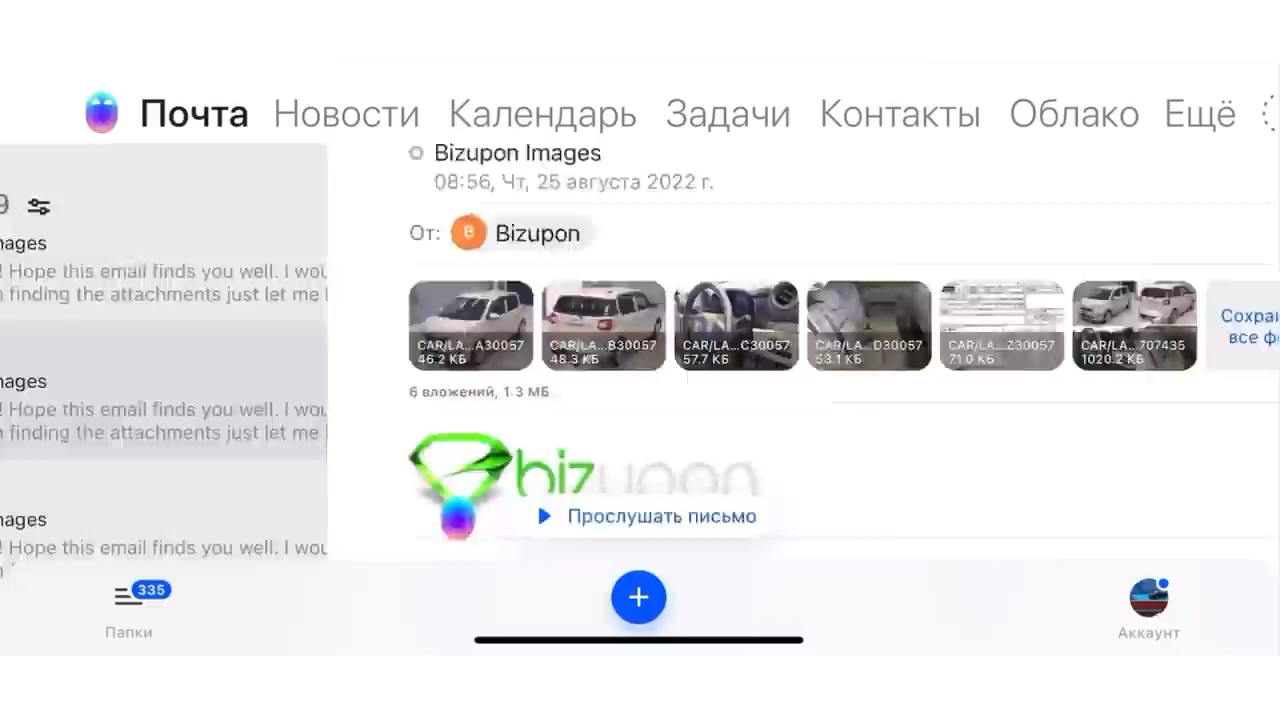 Почта Новости Календарь Задачи Контакты Облако Ещё
Bizupon Images
08:56, Чт, 25 августа 2022 г.
9
От: B Bizupon
mages
! Hope this email finds you well. I wou
n finding the attachments just let me l
CAR/LA...A30057
46.2 КБ
CAR/LA...B30057
48.3 КБ
CAR/LA...C30057
57.7 КБ
CAR/LA...D30057
53.1 КБ
CAR/LA...Z30057
71.0 КБ
CAR/LA...707435
1020.2 КБ
Сохран
все фа
6 вложений, 1.3 МБ
mages
! Hope this email finds you well. I wou
n finding the attachments just let me l
bizupon
Прослушать письмо
mages
! Hope this email finds you well. I wou
335
Папки
Аккаунт